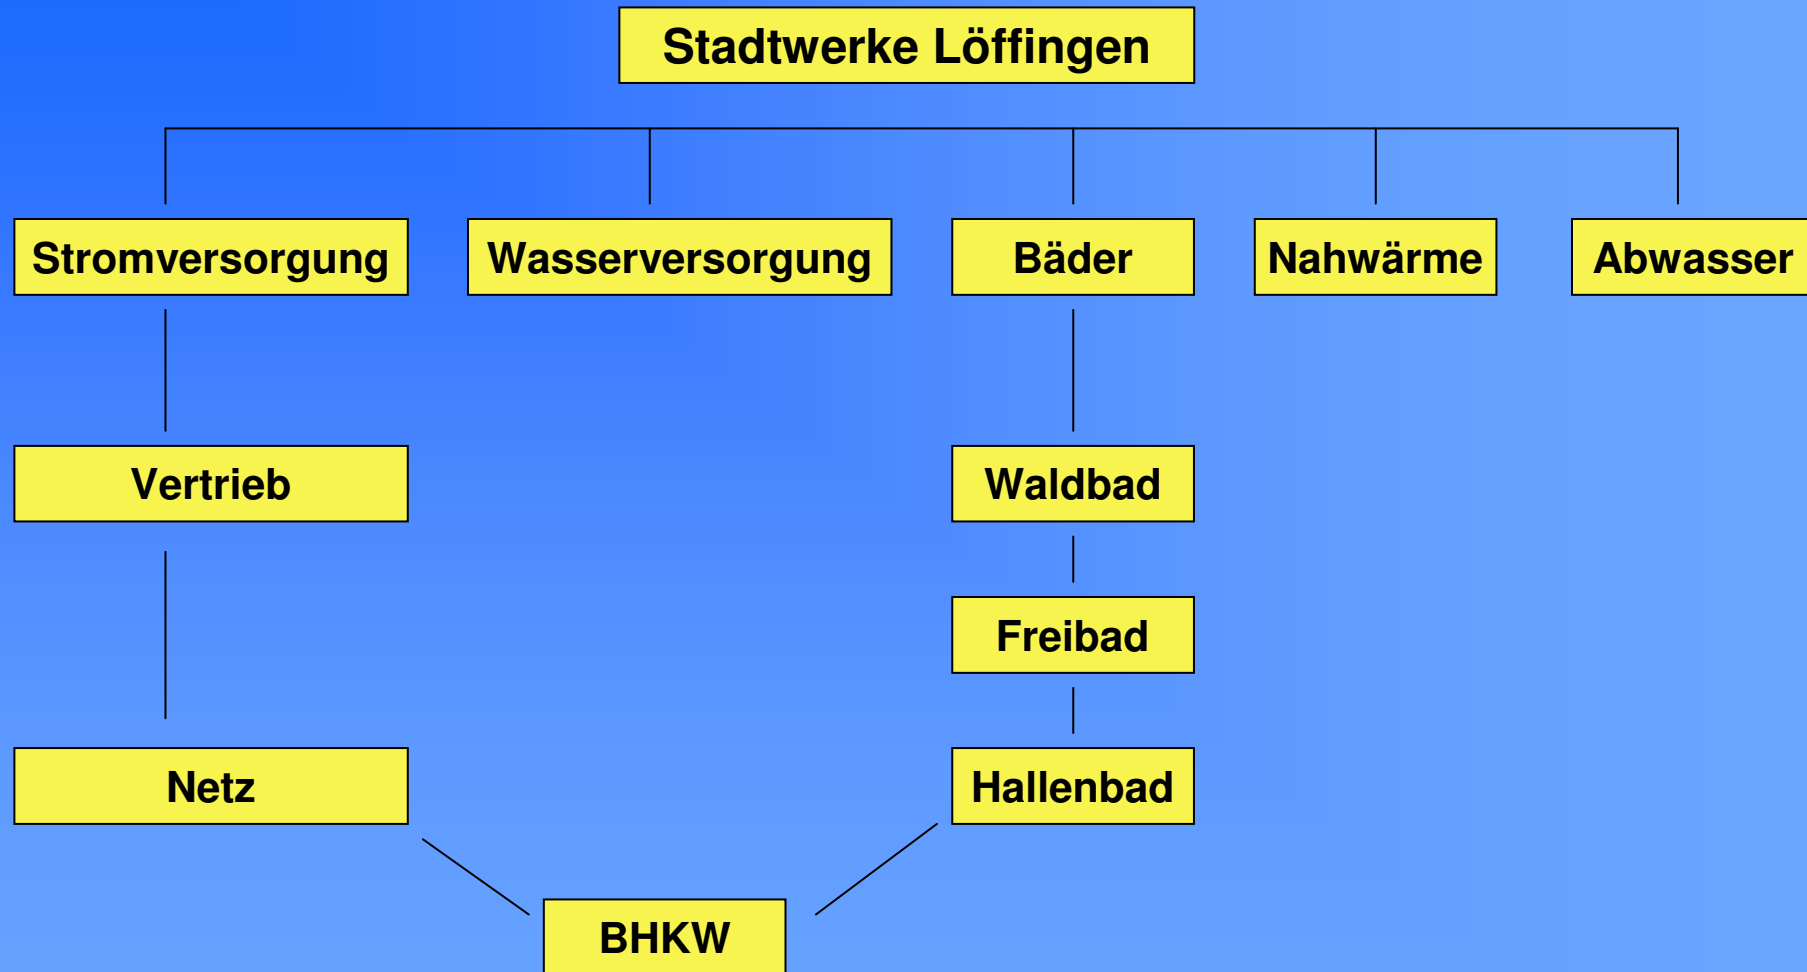 Stadtwerke Löffingen
Stromversorgung
Wasserversorgung
Bäder
Nahwärme
Abwasser
Vertrieb
Waldbad
Freibad
Netz
Hallenbad
BHKW